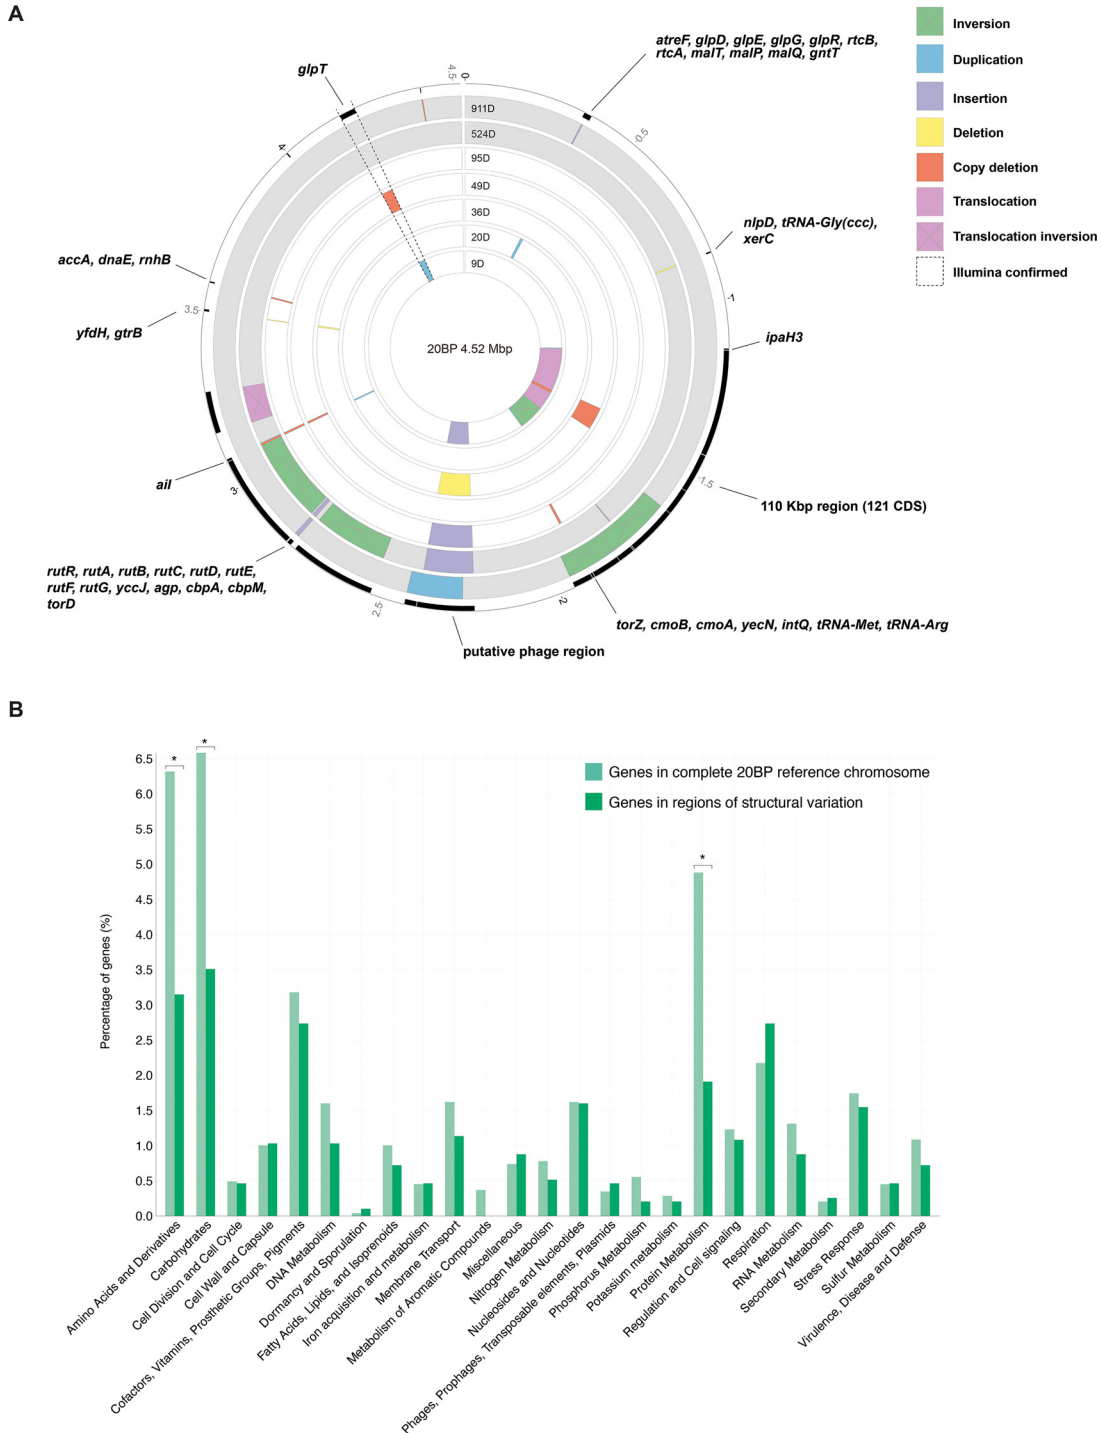 A
Inversion
Duplication
Insertion
Deletion
Copy deletion
Translocation
Translocation inversion
Illumina confirmed
glpT
atreF, glpD, glpE, glpG, glpR, rtcB,
rtcA, malT, malP, malQ, gntT
4.5
0
911D
524D
95D
49D
36D
20D
9D
0.5
4
nlpD, tRNA-Gly(ccc),
xerC
accA, dnaE, rnhB
1
3.5
yfdH, gtrB
ipaH3
20BP 4.52 Mbp
ail
3
1.5
110 Kbp region (121 CDS)
rutR, rutA, rutB, rutC, rutD, rutE,
rutF, rutG, yccJ, agp, cbpA, cbpM,
torD
2.5
2
torZ, cmoB, cmoA, yecN, intQ, tRNA-Met, tRNA-Arg
putative phage region
B
Genes in complete 20BP reference chromosome
Genes in regions of structural variation
*
*
*
Percentage of genes (%)
6.5
6.0
5.5
5.0
4.5
4.0
3.5
3.0
2.5
2.0
1.5
1.0
0.5
0.0
Amino Acids and Derivatives
Carbohydrates
Cell Division and Cell Cycle
Cell Wall and Capsule
Cofactors, Vitamins, Prosthetic Groups, Pigments
DNA Metabolism
Dormancy and Sporulation
Fatty Acids, Lipids, and Isoprenoids
Iron acquisition and metabolism
Membrane Transport
Metabolism of Aromatic Compounds
Miscellaneous
Nitrogen Metabolism
Nucleosides and Nucleotides
Phages, Prophages, Transposable elements, Plasmids
Phosphorus Metabolism
Potassium metabolism
Protein Metabolism
Regulation and Cell signaling
Respiration
RNA Metabolism
Secondary Metabolism
Stress Response
Sulfur Metabolism
Virulence, Disease and Defense